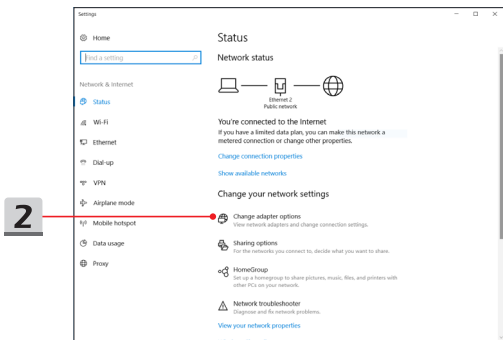 Settings
Home
Find a setting
Network & Internet
Status
Wi-Fi
Ethernet
Dial-up
VPN
Airplane mode
Mobile hotspot
Data usage
Proxy
2
Status
Network status
Ethernet 2
Public network
You're connected to the Internet
If you have a limited data plan, you can make this network a
metered connection or change other properties.
Change connection properties
Show available networks
Change your network settings
Change adapter options
View network adapters and change connection settings.
Sharing options
For the networks you connect to, decide what you want to share.
HomeGroup
Set up a homegroup to share pictures, music, files, and printers with
other PCs on your network.
Network troubleshooter
Diagnose and fix network problems.
View your network properties